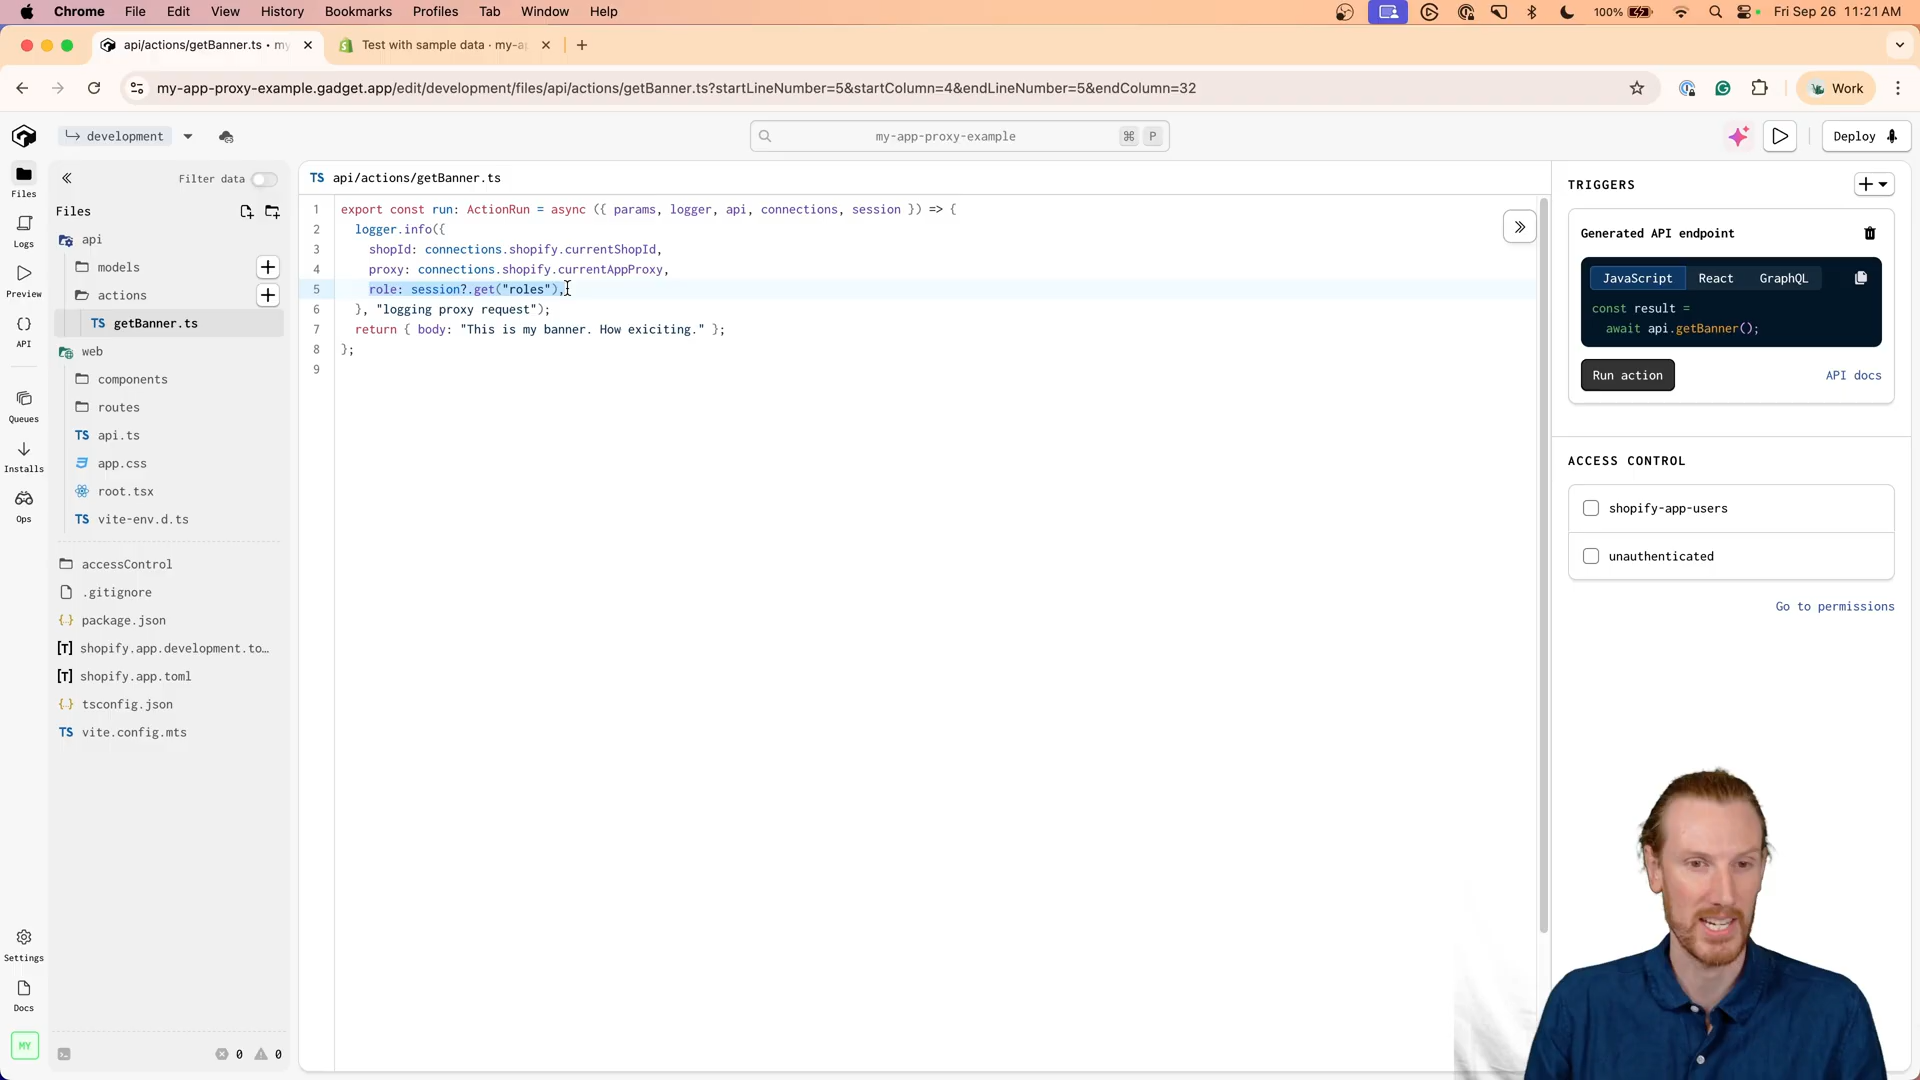 Chrome File Edit View History Bookmarks Profiles Tab Window Help
100% Fri Sep 26 11:21 AM
api/actions/getBanner.ts • my
Test with sample data · my-a
my-app-proxy-example.gadget.app/edit/development/files/api/actions/getBanner.ts?startLineNumber=5&startColumn=4&endLineNumber=5&endColumn=32
Work
development
my-app-proxy-example
⌘ P
Deploy
Files
Logs
Preview
API
Queues
Installs
Ops
Settings
Docs
MY
Filter data
Files
api
models
actions
TS getBanner.ts
web
components
routes
TS api.ts
app.css
root.tsx
TS vite-env.d.ts
accessControl
.gitignore
{} package.json
[T] shopify.app.development.to…
[T] shopify.app.toml
{} tsconfig.json
TS vite.config.mts
0 0
TS api/actions/getBanner.ts
1 export const run: ActionRun = async ({ params, logger, api, connections, session }) => {
2 logger.info({
3 shopId: connections.shopify.currentShopId,
4 proxy: connections.shopify.currentAppProxy,
5 role: session?.get("roles"),
6 }, "logging proxy request");
7 return { body: "This is my banner. How exiciting." };
8 };
9
TRIGGERS
Generated API endpoint
JavaScript React GraphQL
const result =
await api.getBanner();
Run action
API docs
ACCESS CONTROL
shopify-app-users
unauthenticated
Go to permissions